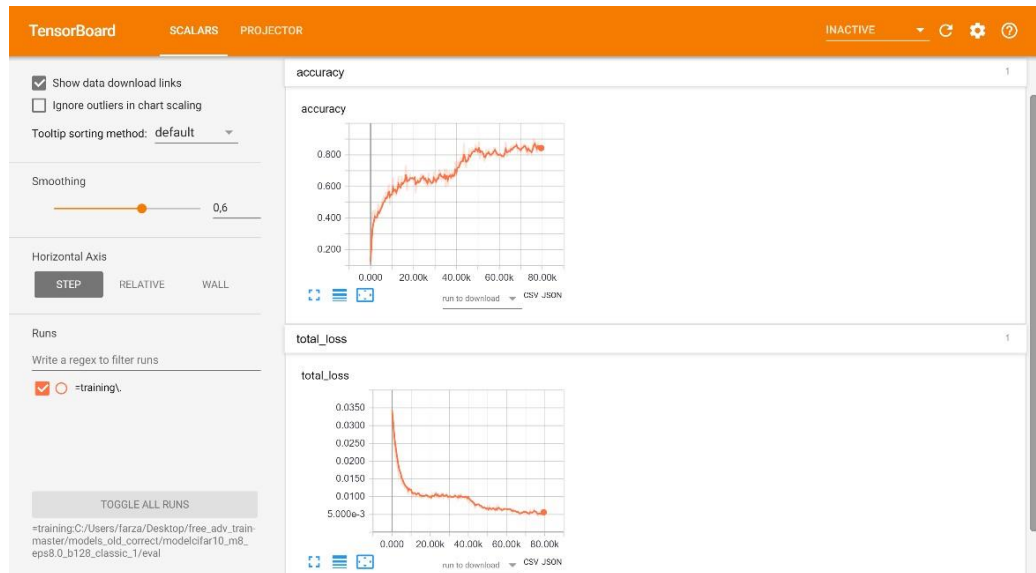 TensorBoard SCALARS PROJECTOR INACTIVE
Show data download links
Ignore outliers in chart scaling
Tooltip sorting method: default
Smoothing
0,6
Horizontal Axis
STEP RELATIVE WALL
Runs
Write a regex to filter runs
=training\.
TOGGLE ALL RUNS
=training:C:/Users/farza/Desktop/free_adv_train-
master/models_old_correct/modelcifar10_m8_
eps8.0_b128_classic_1/eval
accuracy 1
accuracy
0.800
0.600
0.400
0.200
0.000 20.00k 40.00k 60.00k 80.00k
run to download CSV JSON
total_loss 1
total_loss
0.0350
0.0300
0.0250
0.0200
0.0150
0.0100
5.000e-3
0.000 20.00k 40.00k 60.00k 80.00k
run to download CSV JSON